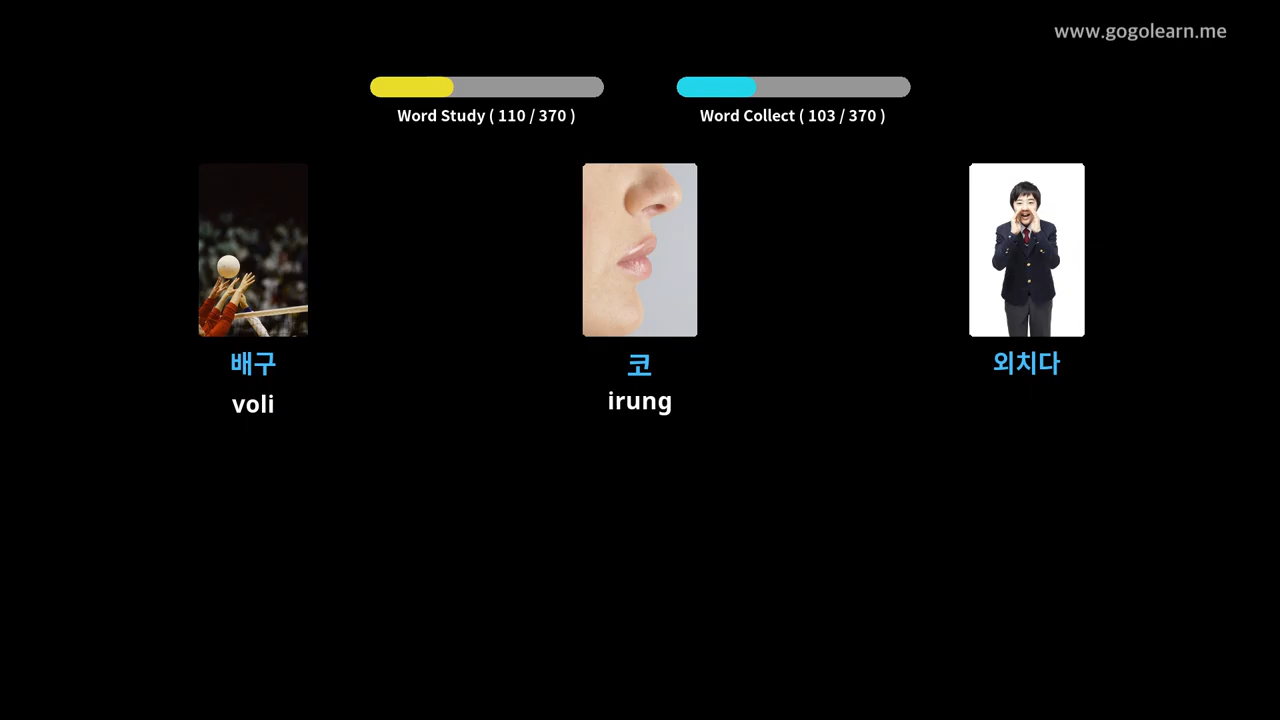 www.gogolearn.me
Word Study ( 110 / 370 )
Word Collect ( 103 / 370 )
배구
코
외치다
voli
irung